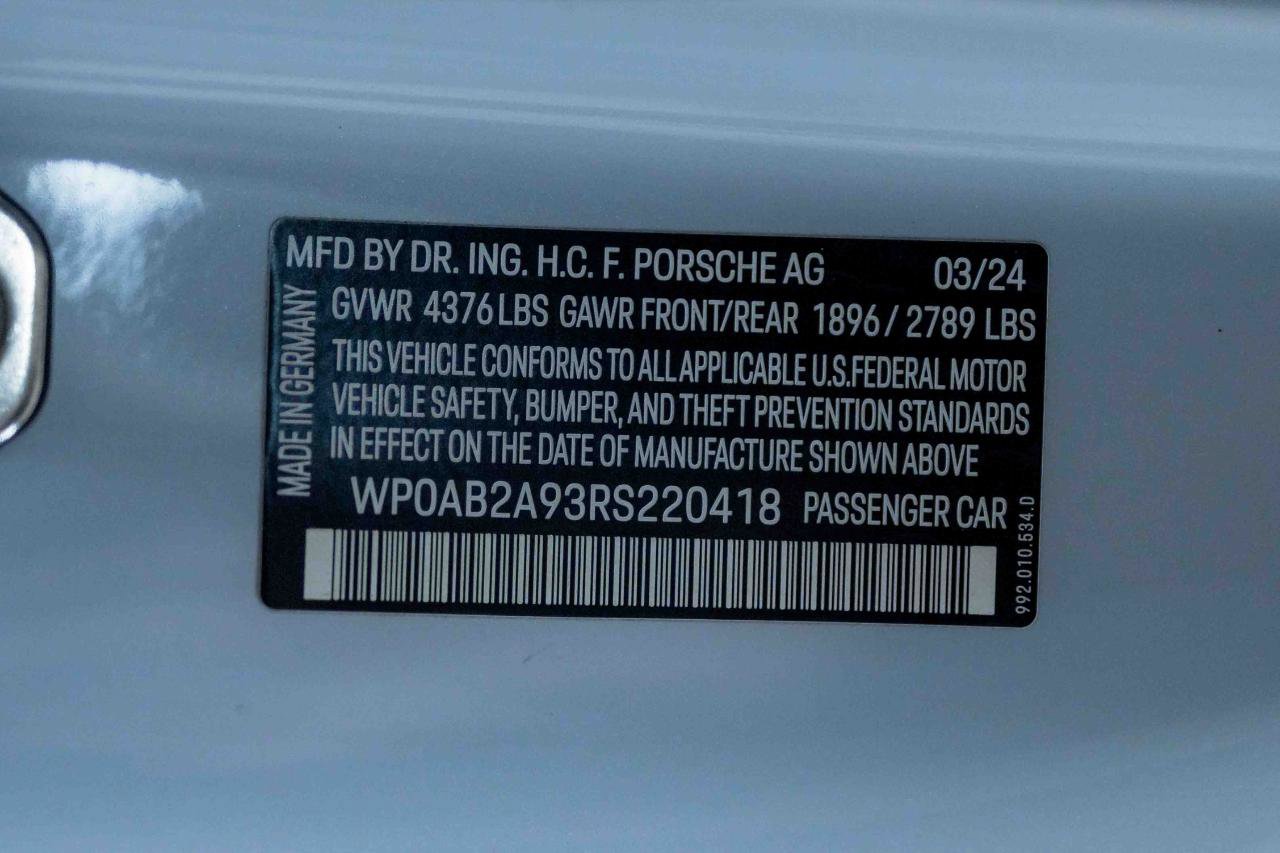 MFD BY DR. ING. H.C. F. PORSCHE AG 03/24
GVWR 4376 LBS GAWR FRONT/REAR 1896 / 2789 LBS
THIS VEHICLE CONFORMS TO ALL APPLICABLE U.S.FEDERAL MOTOR
VEHICLE SAFETY, BUMPER, AND THEFT PREVENTION STANDARDS
IN EFFECT ON THE DATE OF MANUFACTURE SHOWN ABOVE
WP0AB2A93RS220418 PASSENGER CAR
MADE IN GERMANY
992.010.534.D